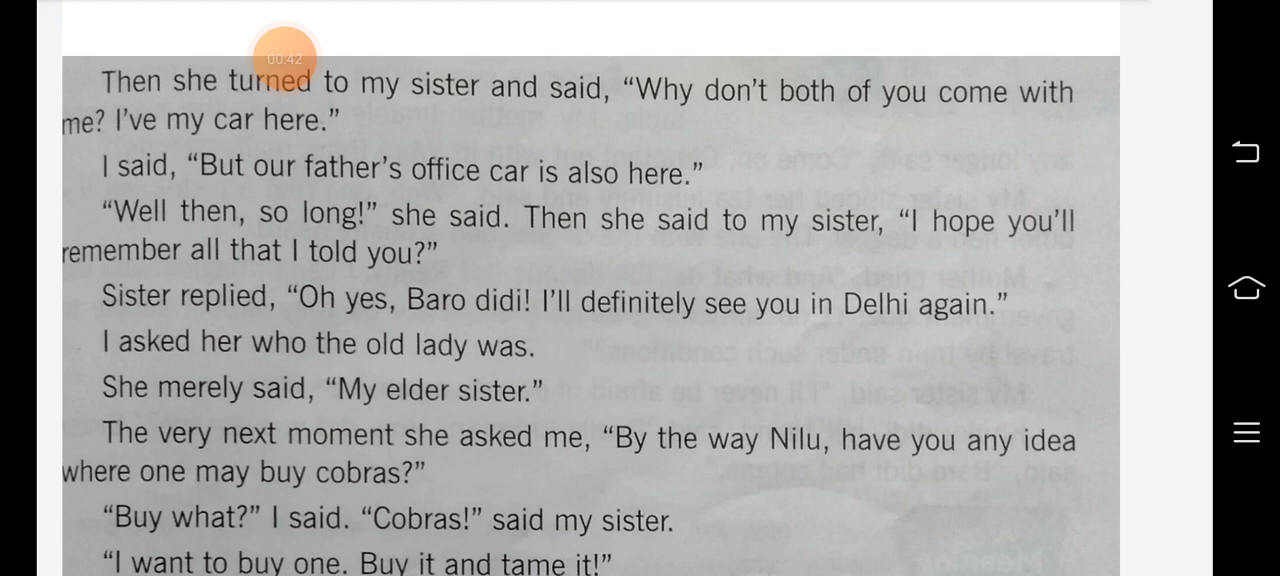 00:42
Then she turned to my sister and said, “Why don’t both of you come with
me? I’ve my car here.”
I said, “But our father’s office car is also here.”
“Well then, so long!” she said. Then she said to my sister, “I hope you’ll
remember all that I told you?”
Sister replied, “Oh yes, Baro didi! I’ll definitely see you in Delhi again.”
I asked her who the old lady was.
She merely said, “My elder sister.”
The very next moment she asked me, “By the way Nilu, have you any idea
where one may buy cobras?”
“Buy what?” I said. “Cobras!” said my sister.
“I want to buy one. Buy it and tame it!”